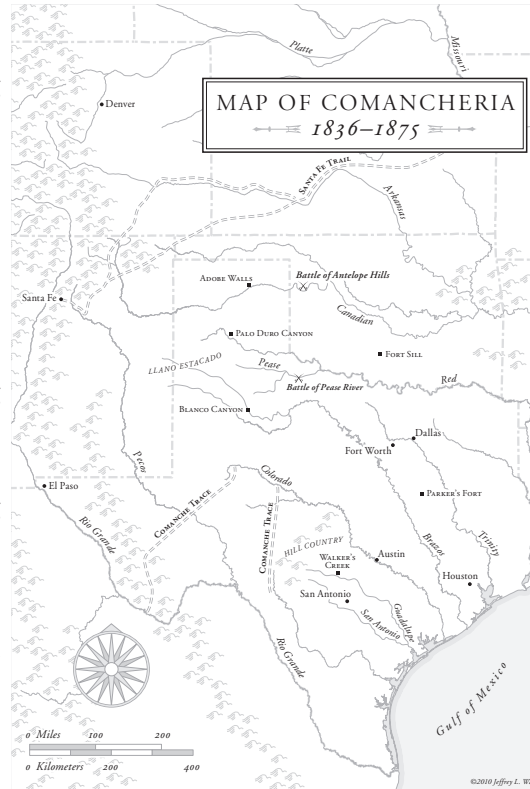 Platte
Missouri
Denver
MAP OF COMANCHERIA
1836–1875
SANTA FE TRAIL
Arkansas
Santa Fe
ADOBE WALLS
Battle of Antelope Hills
Canadian
PALO DURO CANYON
LLANO ESTACADO
Pease
FORT SILL
Battle of Pease River
Red
BLANCO CANYON
Dallas
Fort Worth
Pecos
El Paso
Colorado
COMANCHE TRACE
COMANCHE TRACE
PARKER'S FORT
Rio Grande
HILL COUNTRY
Brazos
Trinity
WALKER'S
CREEK
Austin
Houston
San Antonio
San Antonio
Guadalupe
Rio Grande
Gulf of Mexico
0 Miles 100 200
0 Kilometers 200 400
©2010 Jeffrey L.